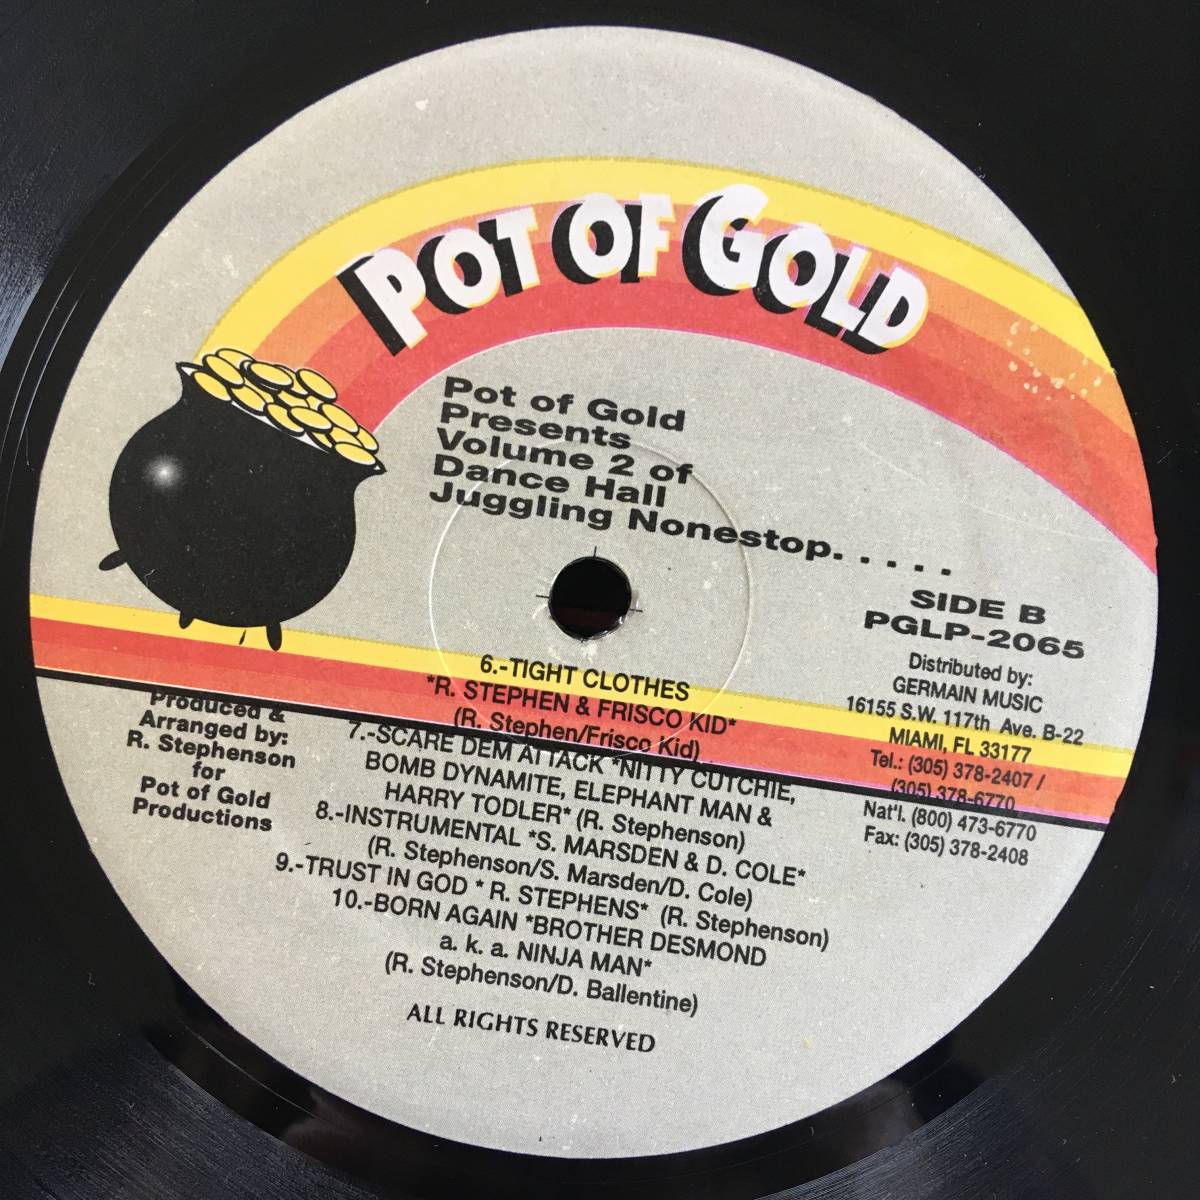 POT OF GOLD
Pot of Gold
Presents
Volume 2 of
Dance Hall
Juggling Nonestop. . . . .
SIDE B
PGLP-2065
Distributed by:
GERMAIN MUSIC
16155 S.W. 117th Ave. B-22
MIAMI, FL 33177
Tel.: (305) 378-2407 /
(305) 378-6770
Nat'l. (800) 473-6770
Fax: (305) 378-2408
Produced &
Arranged by:
R. Stephenson
for
Pot of Gold
Productions
6.-TIGHT CLOTHES
*R. STEPHEN & FRISCO KID*
(R. Stephen/Frisco Kid)
7.-SCARE DEM ATTACK *NITTY CUTCHIE,
BOMB DYNAMITE, ELEPHANT MAN &
HARRY TODLER* (R. Stephenson)
8.-INSTRUMENTAL *S. MARSDEN & D. COLE*
(R. Stephenson/S. Marsden/D. Cole)
9.-TRUST IN GOD * R. STEPHENS* (R. Stephenson)
10.-BORN AGAIN *BROTHER DESMOND
a. k. a. NINJA MAN*
(R. Stephenson/D. Ballentine)
ALL RIGHTS RESERVED